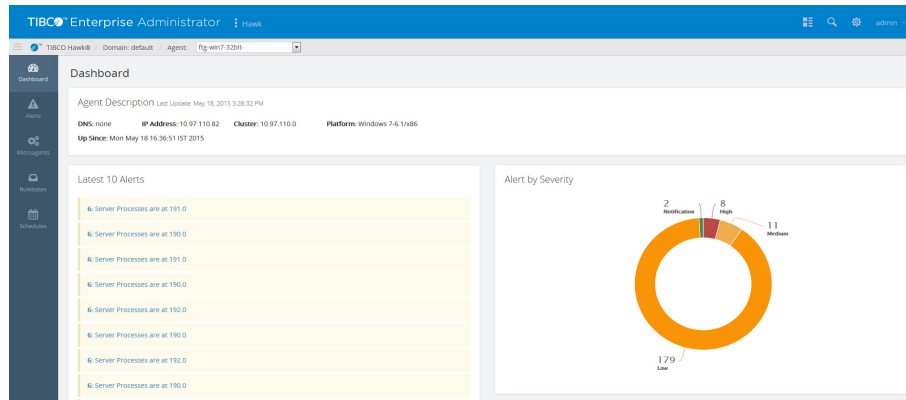 TIBCO™ Enterprise Administrator Hawk admin
TIBCO Hawk® / Domain: default / Agent: ftg-win7-32bit-
Dashboard
Alerts
Microagents
Rulebases
Schedules
Dashboard
Agent Description Last Update: May 18, 2015 3:26:32 PM
DNS: none IP Address: 10.97.110.82 Cluster: 10.97.110.0 Platform: Windows 7-6.1/x86
Up Since: Mon May 18 16:36:51 IST 2015
Latest 10 Alerts
6: Server Processes are at 191.0
6: Server Processes are at 190.0
6: Server Processes are at 191.0
6: Server Processes are at 190.0
6: Server Processes are at 192.0
6: Server Processes are at 190.0
6: Server Processes are at 192.0
6: Server Processes are at 190.0
Alert by Severity
2
Notification
8
High
11
Medium
179
Low